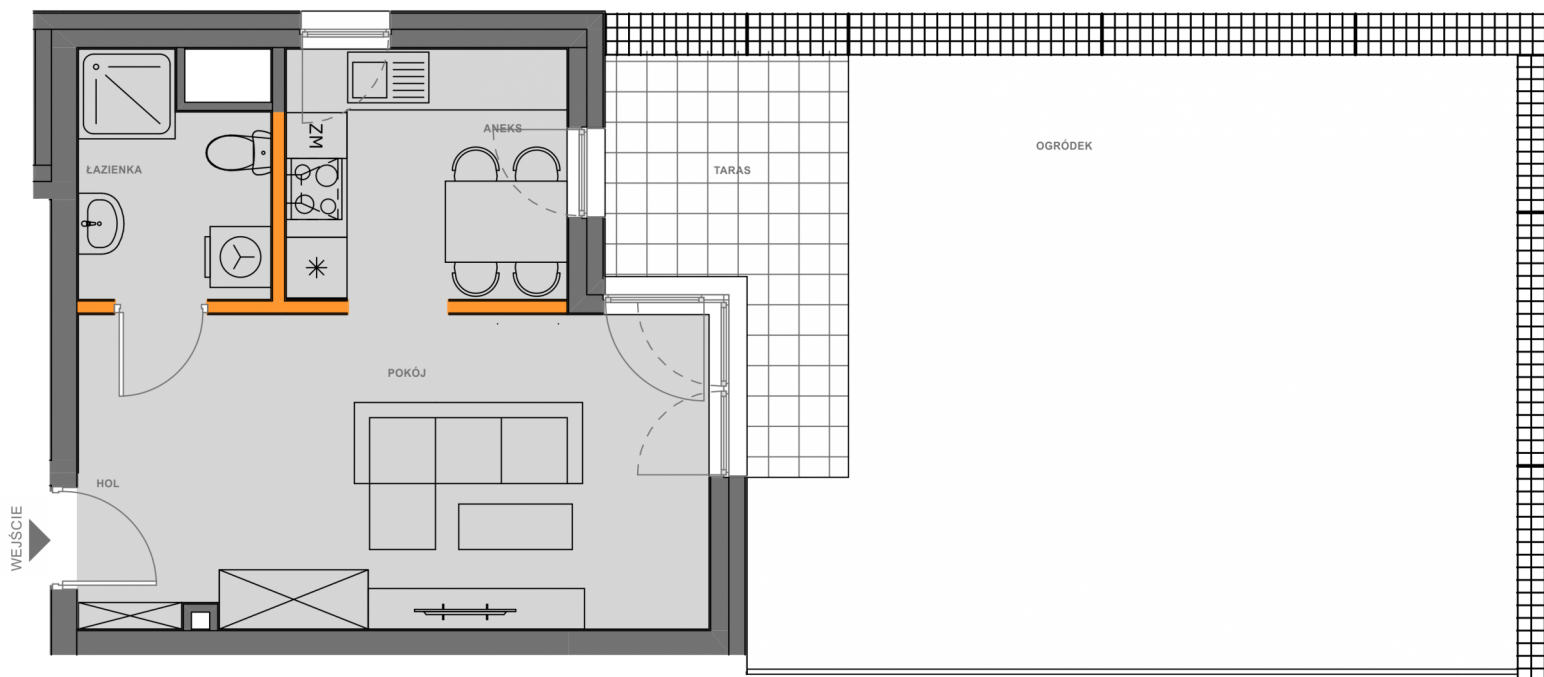 ZM
ANEKS
OGRÓDEK
ŁAZIENKA
TARAS
POKÓJ
HOL
WEJŚCIE